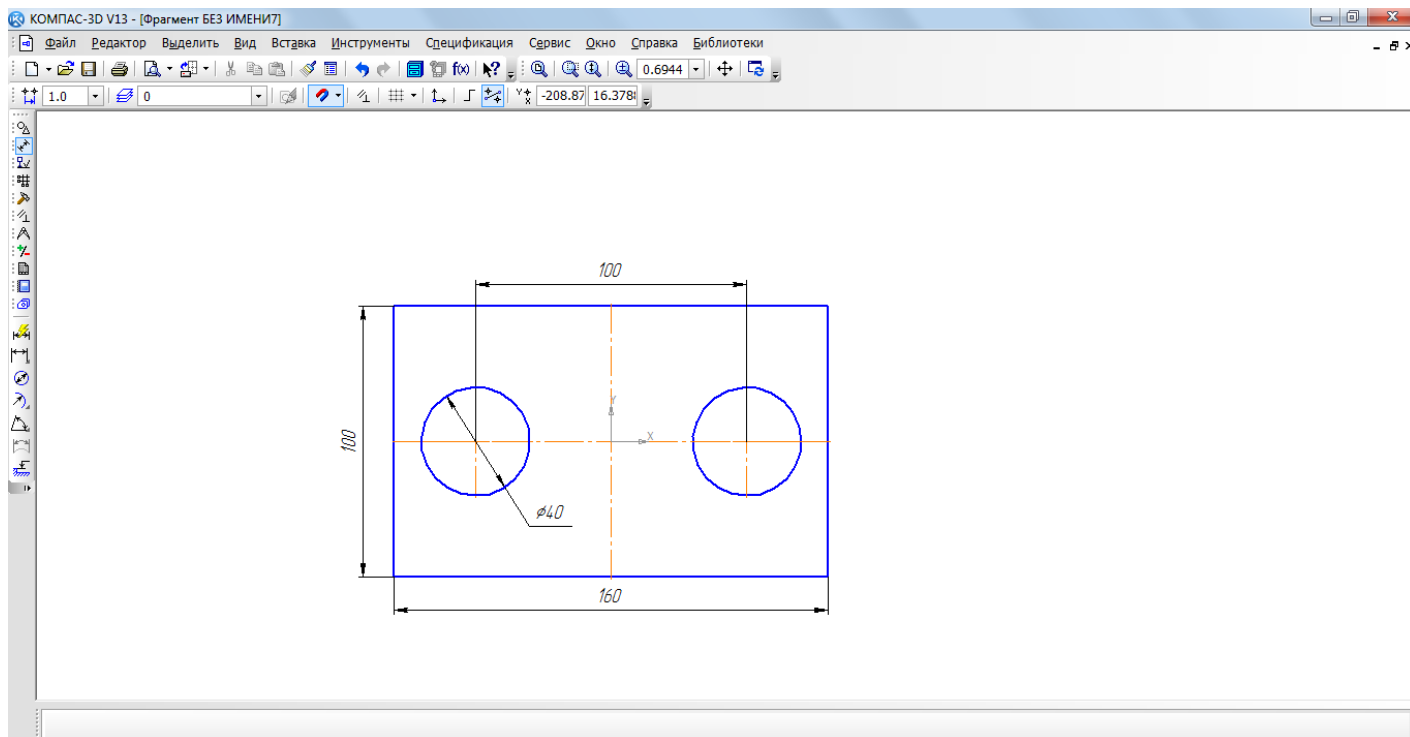 КОМПАС-3D V13 - [Фрагмент БЕЗ ИМЕНИ7]
Файл Редактор Выделить Вид Вставка Инструменты Спецификация Сервис Окно Справка Библиотеки
f(x) 0.6944
1.0 0 Y X -208.87 16.378
100
100
Y
X
⌀40
160